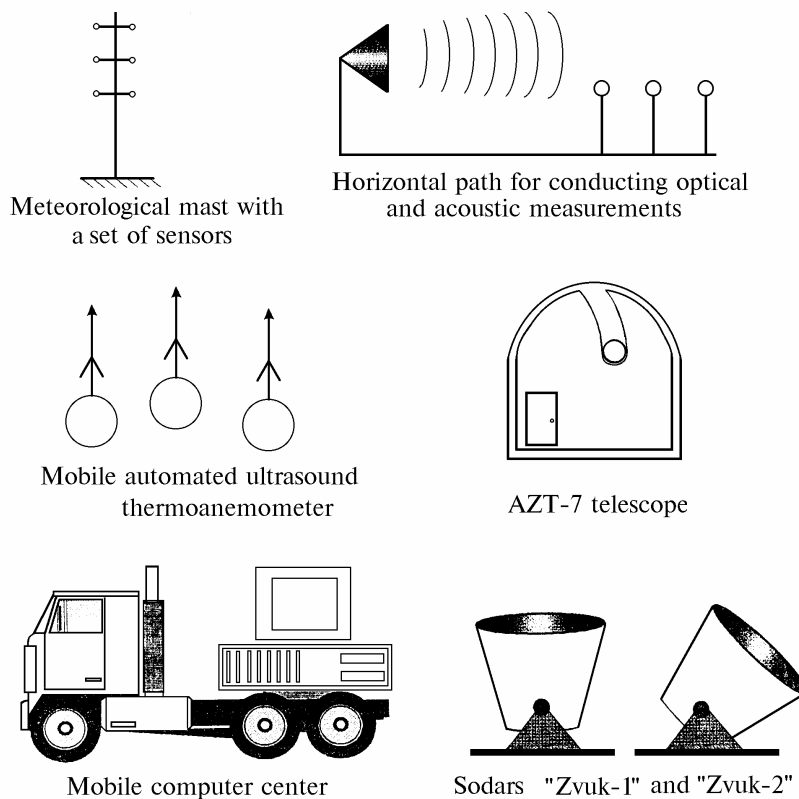 Meteorological mast with
a set of sensors
Horizontal path for conducting optical
and acoustic measurements
Mobile automated ultrasound
thermoanemometer
AZT-7 telescope
Mobile computer center
Sodars "Zvuk-1" and "Zvuk-2"